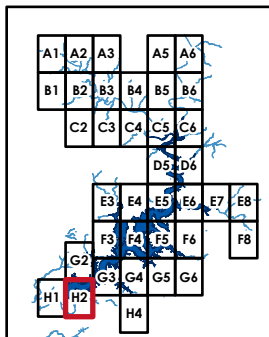 A1 A2 A3 A5 A6
B1 B2 B3 B4 B5 B6
C2 C3 C4 C5 C6
D5 D6
E3 E4 E5 E6 E7 E8
F3 F4 F5 F6 F8
G2
G3 G4 G5 G6
H1 H2
H4